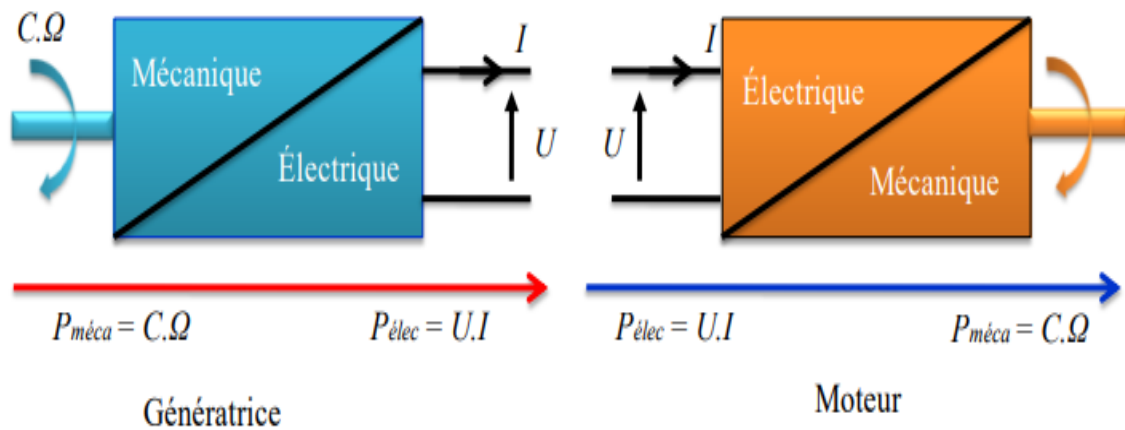 C.Ω
Mécanique
Électrique
I
U
I
U
Électrique
Mécanique
Pméca = C.Ω
Pélec = U.I
Pélec = U.I
Pméca = C.Ω
Génératrice
Moteur